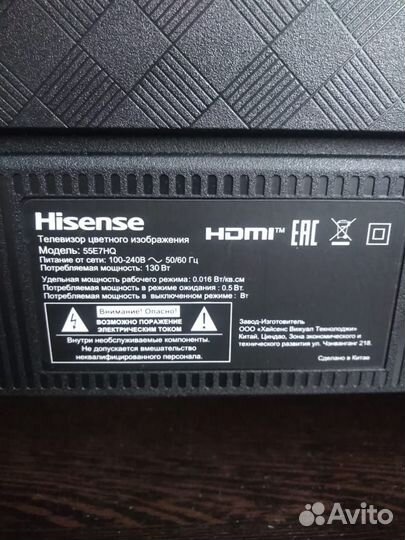 Hisense
HDMI™ EAC
Телевизор цветного изображения
Модель: 55E7HQ
Питание от сети: 100-240В ~ 50/60 Гц
Потребляемая мощность: 130 Вт
Удельная мощность рабочего режима: 0.016 Вт/кв.см
Потребляемая мощность в режиме ожидания : 0.5 Вт.
Потребляемая мощность в выключенном режиме : Вт
Внимание! Опасно!
ВОЗМОЖНО ПОРАЖЕНИЕ
ЭЛЕКТРИЧЕСКИМ ТОКОМ
Внутри необслуживаемые компоненты.
Не допускается вмешательство
неквалифицированного персонала.
Завод-Изготовитель
ООО «Хайсенс Вижуал Текнолоджи»
Китай, Циндао, Зона экономического и
технического развития ул. Чэнванганг 218.
Сделано в Китае
Avito